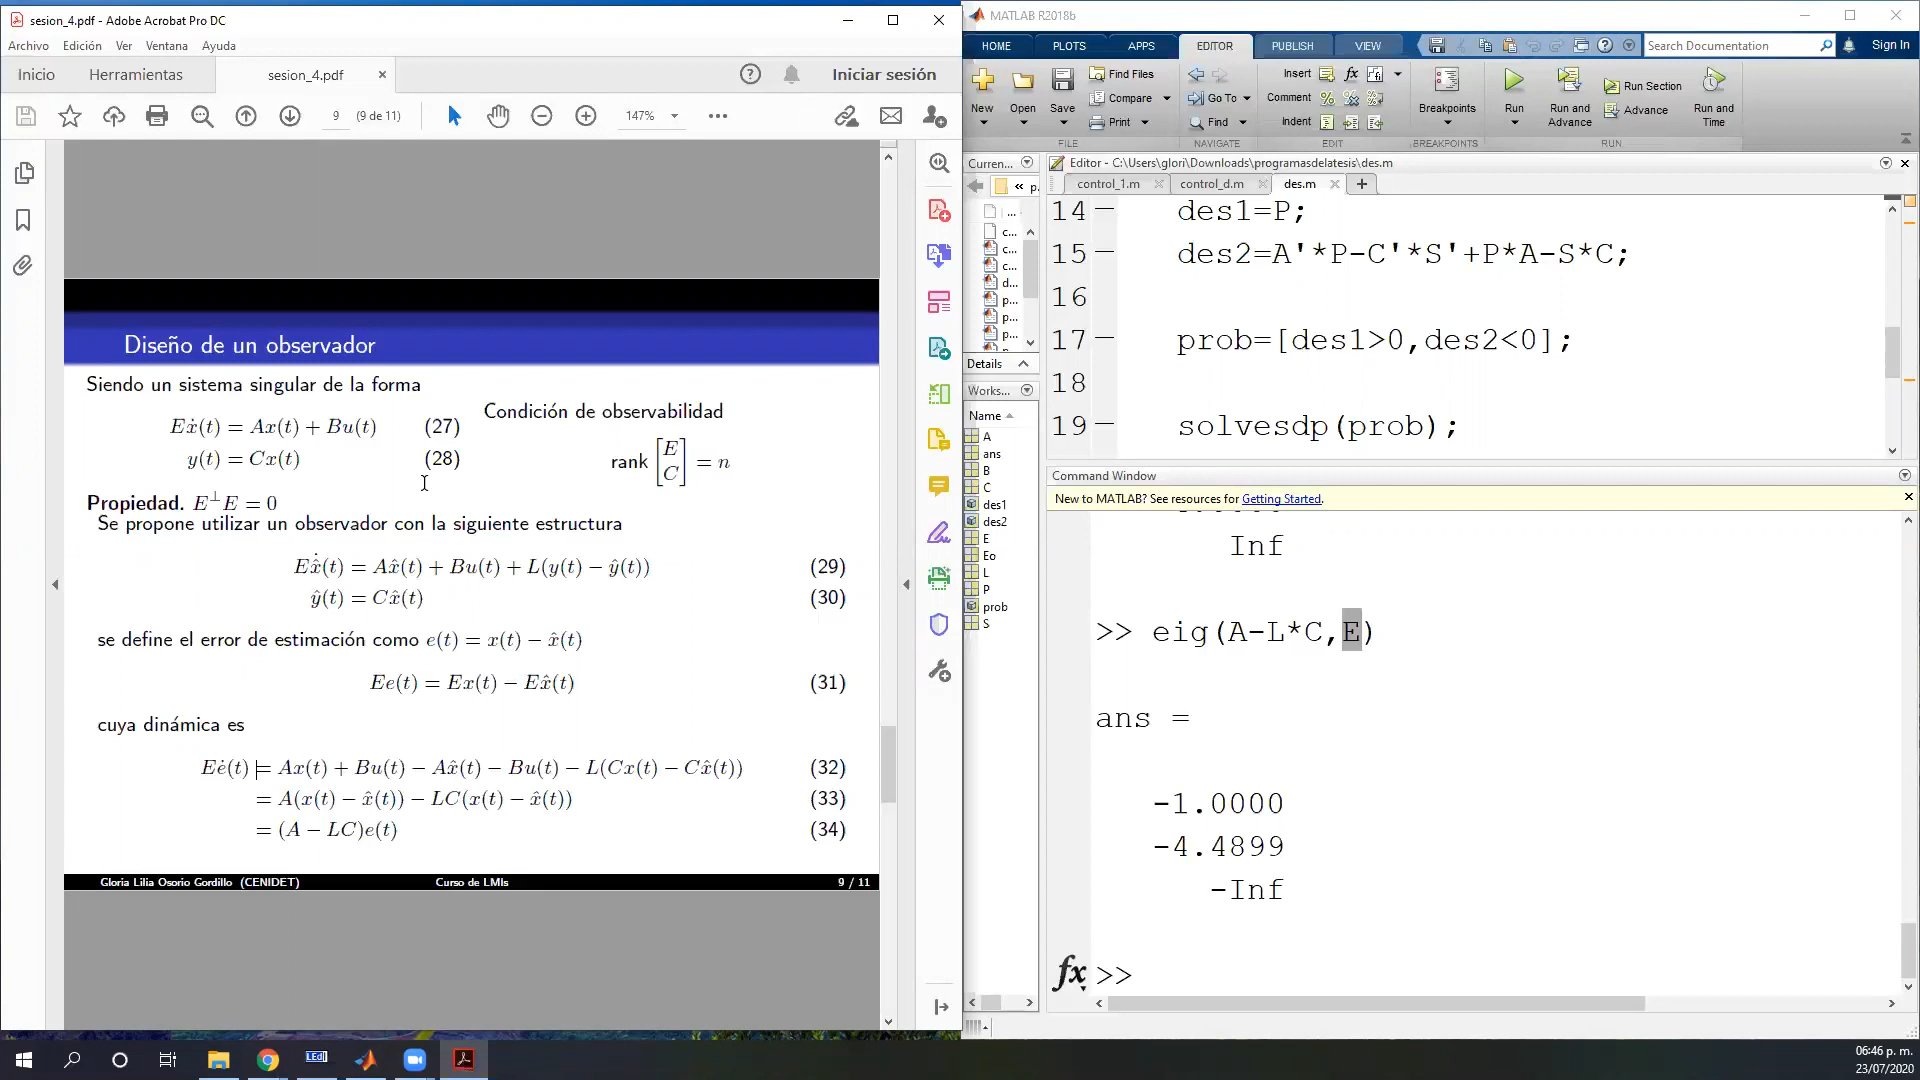 sesion_4.pdf - Adobe Acrobat Pro DC
Archivo Edición Ver Ventana Ayuda
Inicio Herramientas sesion_4.pdf × Iniciar sesión
9 (9 de 11) 147%
Diseño de un observador
Siendo un sistema singular de la forma
Eẋ(t) = Ax(t) + Bu(t) (27)
y(t) = Cx(t) (28)
Condición de observabilidad
rank [E C] = n
Propiedad. E⊥E = 0
Se propone utilizar un observador con la siguiente estructura
Ex̂̇(t) = Ax̂(t) + Bu(t) + L(y(t) − ŷ(t)) (29)
ŷ(t) = Cx̂(t) (30)
se define el error de estimación como e(t) = x(t) − x̂(t)
Ee(t) = Ex(t) − Ex̂(t) (31)
cuya dinámica es
Eė(t) = Ax(t) + Bu(t) − Ax̂(t) − Bu(t) − L(Cx(t) − Cx̂(t)) (32)
= A(x(t) − x̂(t)) − LC(x(t) − x̂(t)) (33)
= (A − LC)e(t) (34)
Gloria Lilia Osorio Gordillo (CENIDET) Curso de LMIs 9 / 11
MATLAB R2018b
HOME PLOTS APPS EDITOR PUBLISH VIEW Search Documentation Sign In
New Open Save Find Files Compare Print
Go To Find
Insert Comment Indent
Breakpoints Run Run and Advance Run Section Advance Run and Time
FILE NAVIGATE EDIT BREAKPOINTS RUN
Curren...
« p.
...
c...
c...
c...
d...
p...
p...
p...
Details
Works...
Name
A
ans
B
C
des1
des2
E
Eo
L
P
prob
S
Editor - C:\Users\glori\Downloads\programasdelatesis\des.m
control_1.m × control_d.m × des.m × +
14 — des1=P;
15 — des2=A'*P-C'*S'+P*A-S*C;
16
17 — prob=[des1>0,des2<0];
18
19 — solvesdp(prob);
Command Window
New to MATLAB? See resources for Getting Started.
Inf
>> eig(A-L*C,E)
ans =
-1.0000
-4.4899
-Inf
fx >>
LEdI
06:46 p. m.
23/07/2020